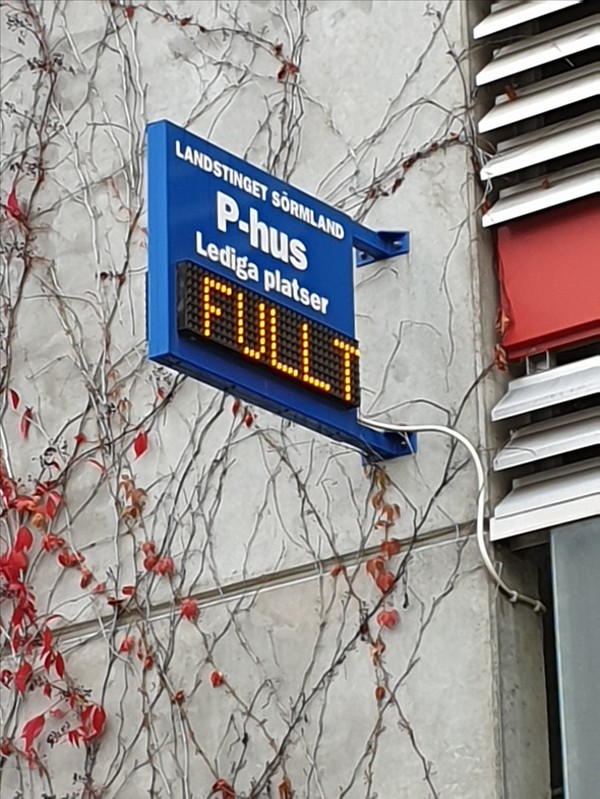 LANDSTINGET SÖRMLAND
P-hus
Lediga platser
FULLT